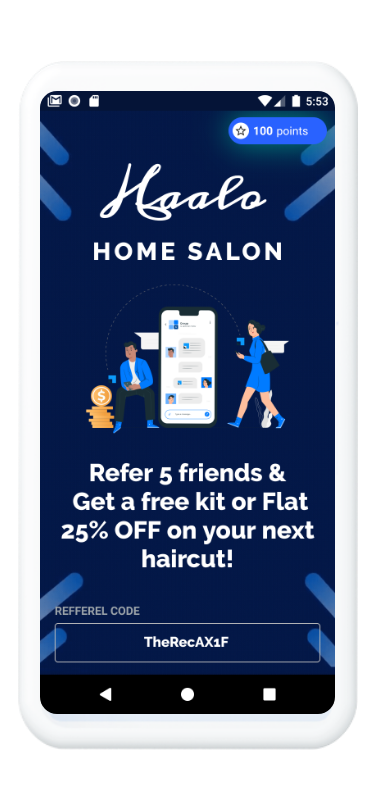 5:53
100 points
Haalo
HOME SALON
Refer 5 friends &
Get a free kit or Flat
25% OFF on your next
haircut!
REFFEREL CODE
TheRecAX1F